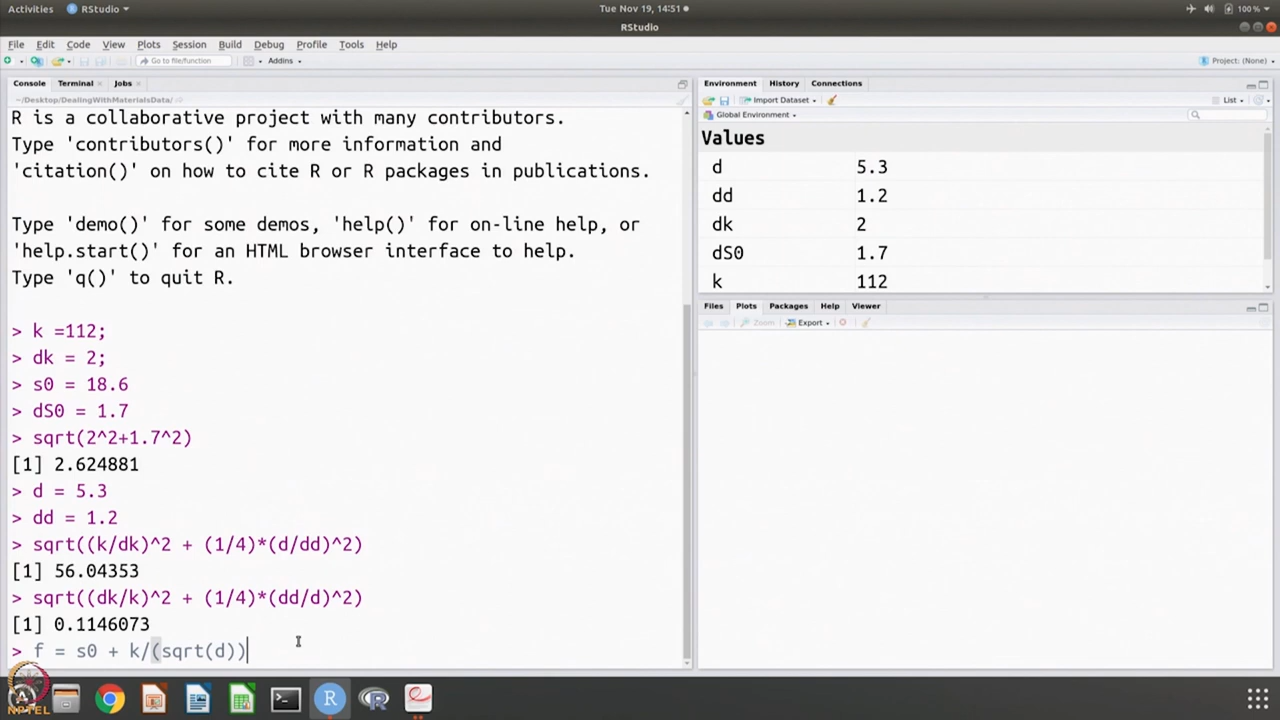 Activities RStudio Tue Nov 19, 14:51 100 %
RStudio
File Edit Code View Plots Session Build Debug Profile Tools Help
Go to file/function Addins Project: (None)
Console Terminal Jobs
~/Desktop/DealingWithMaterialsData/
R is a collaborative project with many contributors.
Type 'contributors()' for more information and
'citation()' on how to cite R or R packages in publications.
Type 'demo()' for some demos, 'help()' for on-line help, or
'help.start()' for an HTML browser interface to help.
Type 'q()' to quit R.
> k =112;
> dk = 2;
> s0 = 18.6
> dS0 = 1.7
> sqrt(2^2+1.7^2)
[1] 2.624881
> d = 5.3
> dd = 1.2
> sqrt((k/dk)^2 + (1/4)*(d/dd)^2)
[1] 56.04353
> sqrt((dk/k)^2 + (1/4)*(dd/d)^2)
[1] 0.1146073
> f = s0 + k/(sqrt(d))
Environment History Connections
Import Dataset List
Global Environment
Values
d 5.3
dd 1.2
dk 2
dS0 1.7
k 112
Files Plots Packages Help Viewer
Zoom Export
NPTEL